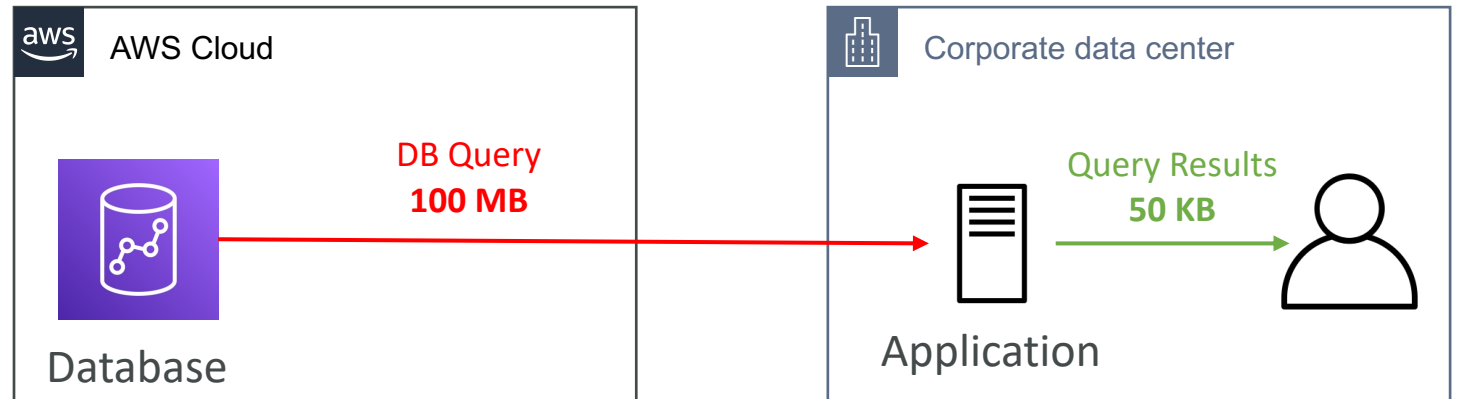 aws
AWS Cloud
Corporate data center
DB Query
100 MB
Query Results
50 KB
Database
Application